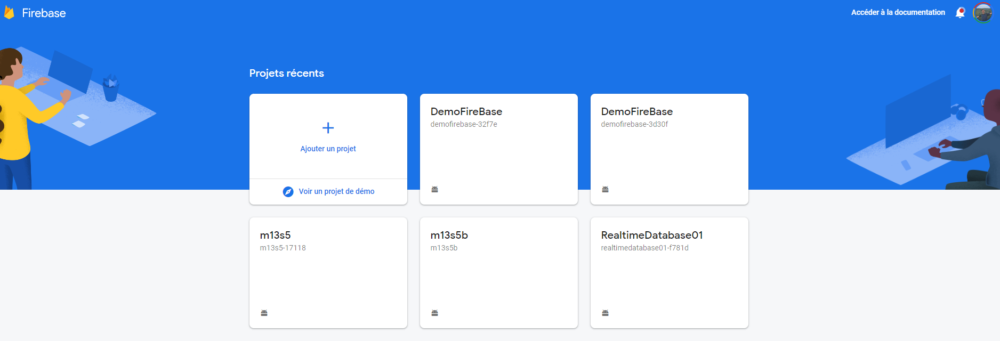 Firebase
Accéder à la documentation
Projets récents
Ajouter un projet
Voir un projet de démo
DemoFireBase
demofirebase-32f7e
DemoFireBase
demofirebase-3d30f
m13s5
m13s5-17118
m13s5b
m13s5b
RealtimeDatabase01
realtimedatabase01-f781d